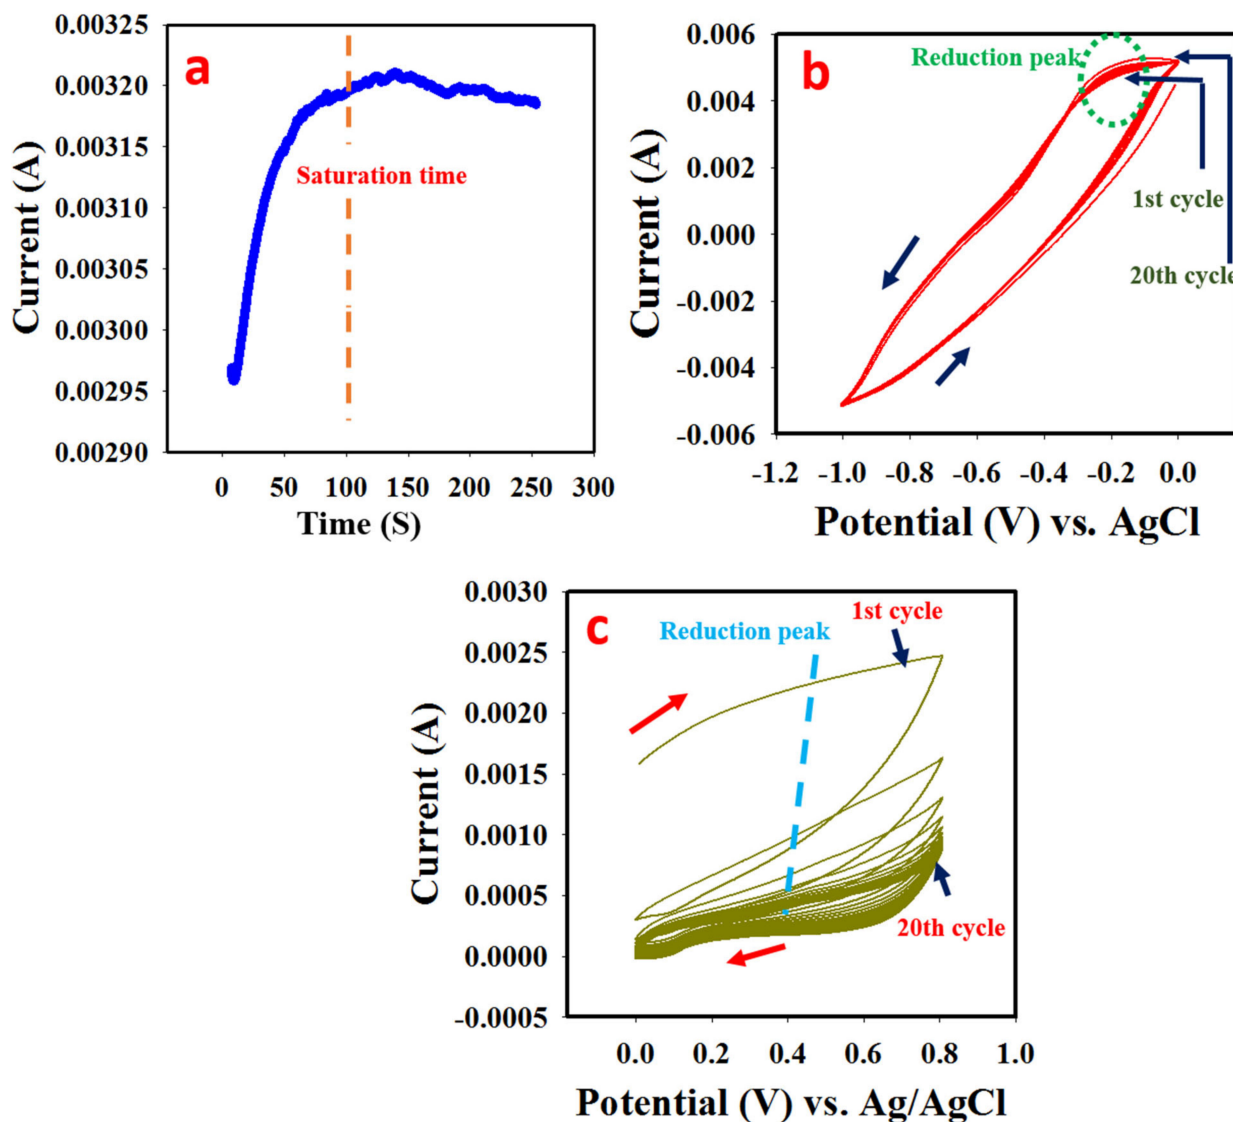 a
0.00325
0.00320
0.00315
0.00310
0.00305
0.00300
0.00295
0.00290
Current (A)
Saturation time
0 50 100 150 200 250 300
Time (S)
b
0.006
0.004
0.002
0.000
-0.002
-0.004
-0.006
Current (A)
Reduction peak
1st cycle
20th cycle
-1.2 -1.0 -0.8 -0.6 -0.4 -0.2 0.0
Potential (V) vs. AgCl
c
0.0030
0.0025
0.0020
0.0015
0.0010
0.0005
0.0000
-0.0005
Current (A)
1st cycle
Reduction peak
20th cycle
0.0 0.2 0.4 0.6 0.8 1.0
Potential (V) vs. Ag/AgCl